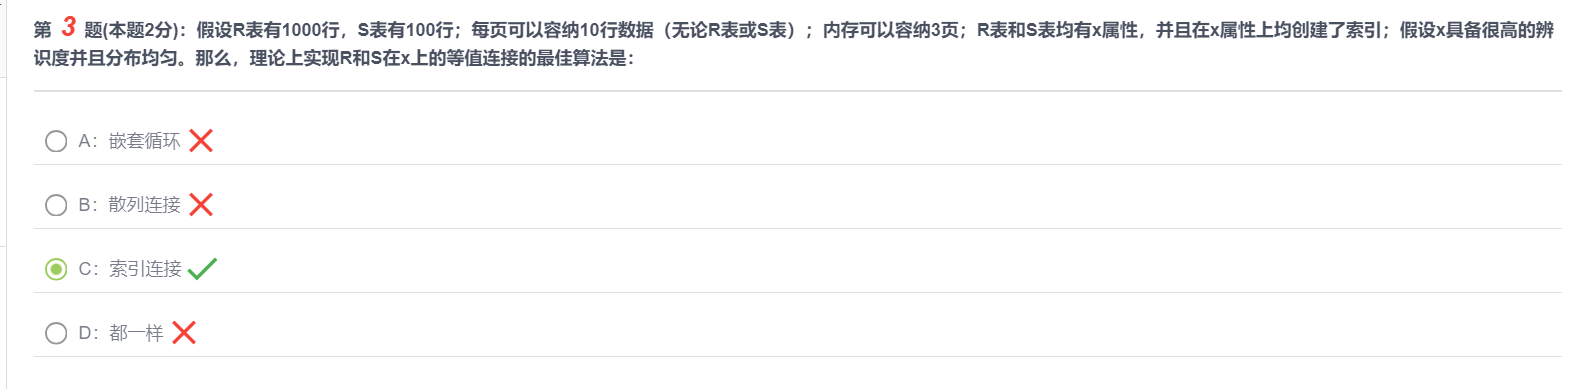 第 3 题(本题2分)：假设R表有1000行，S表有100行；每页可以容纳10行数据（无论R表或S表）；内存可以容纳3页；R表和S表均有x属性，并且在x属性上均创建了索引；假设x具备很高的辨
识度并且分布均匀。那么，理论上实现R和S在x上的等值连接的最佳算法是：
A：嵌套循环
B：散列连接
C：索引连接
D：都一样